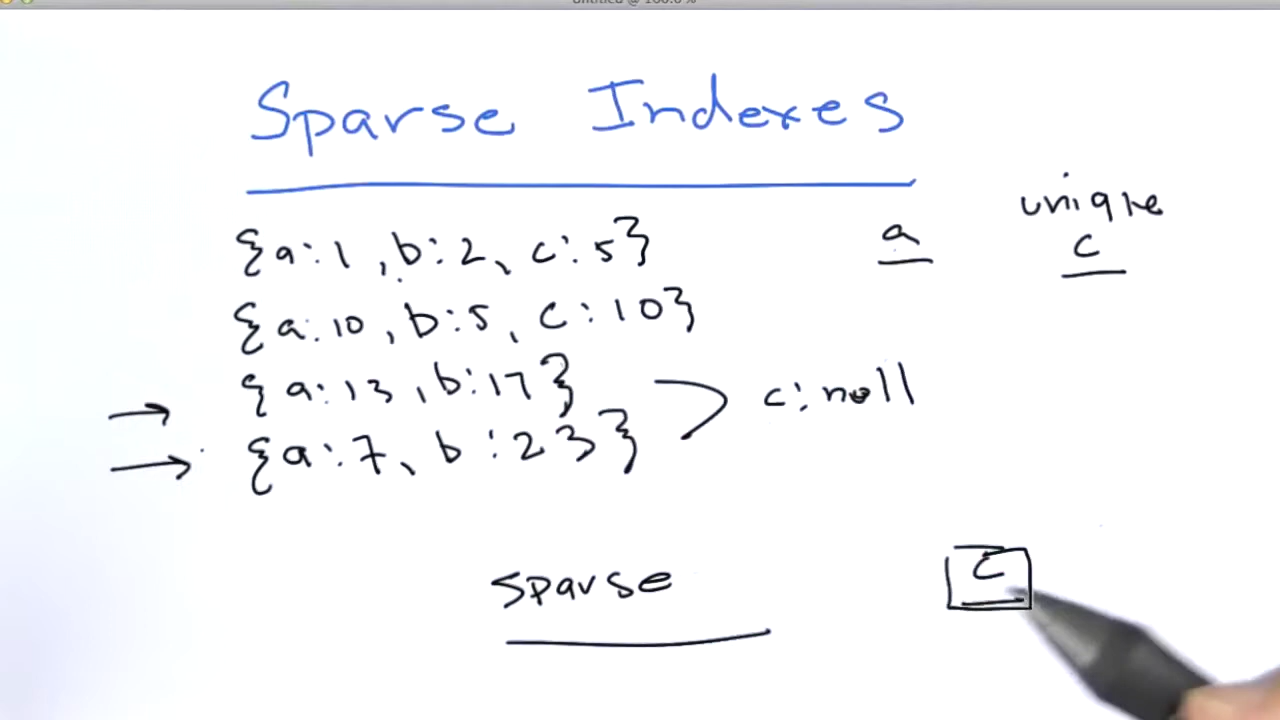 Sparse Indexes
unique
a c
{a:1, b:2, c:5}
{a:10, b:5, c:10}
{a:13, b:17}
c:null
{a:7, b:23}
sparse
c